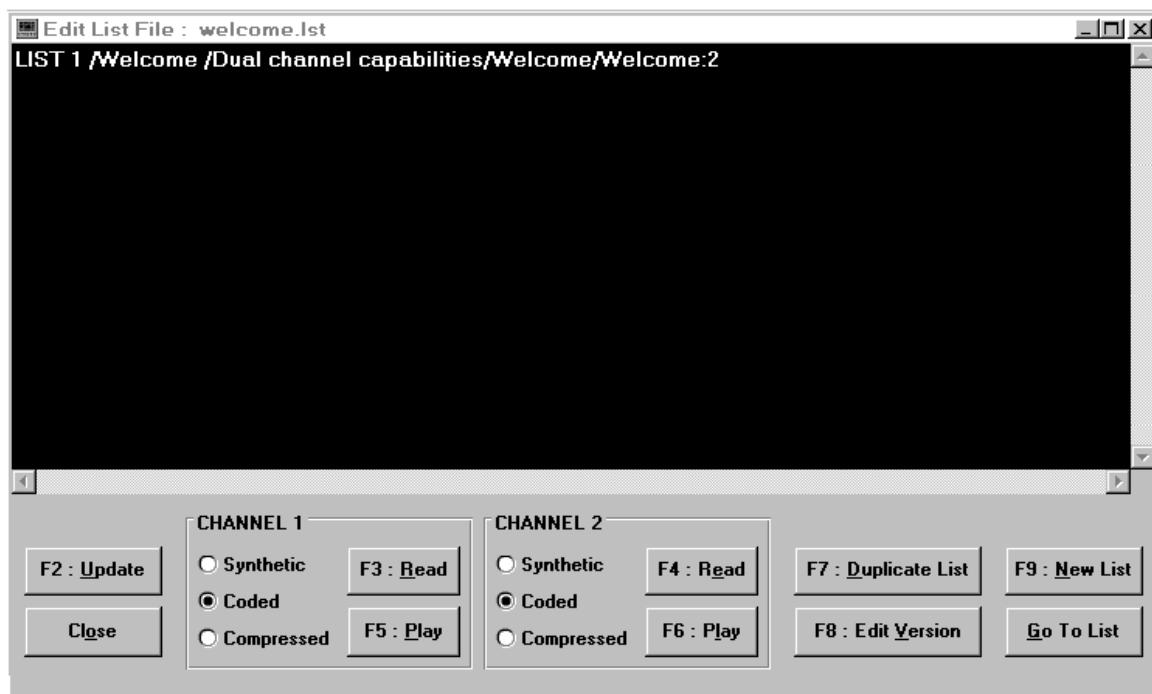 Edit List File : welcome.lst
LIST 1 /Welcome /Dual channel capabilities/Welcome/Welcome:2
CHANNEL 1
CHANNEL 2
F2 : Update
Synthetic
F3 : Read
Synthetic
F4 : Read
F7 : Duplicate List
F9 : New List
Coded
Coded
Close
Compressed
F5 : Play
Compressed
F6 : Play
F8 : Edit Version
Go To List